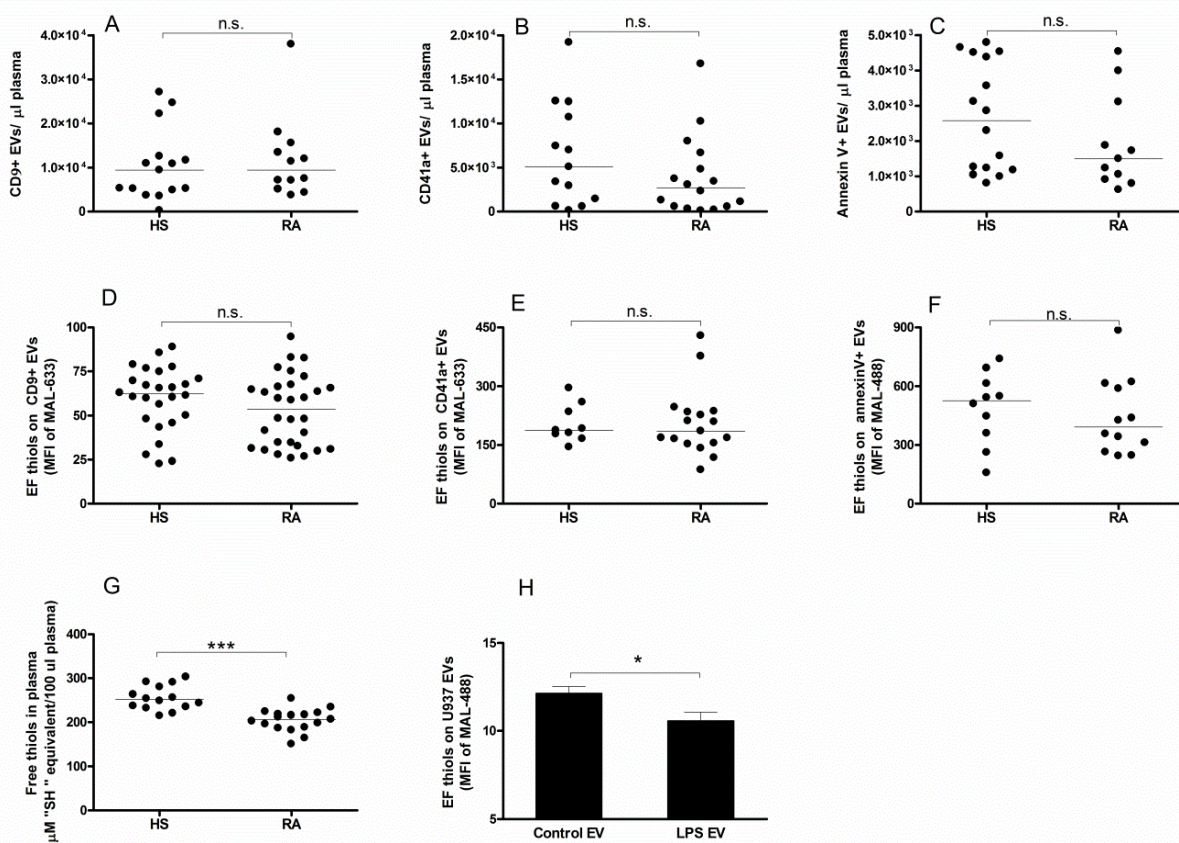 A
n.s.
CD9+ EVs/ µl plasma
4.0×10⁴
3.0×10⁴
2.0×10⁴
1.0×10⁴
0
HS
RA
B
n.s.
CD41a+ EVs/ µl plasma
2.0×10⁴
1.5×10⁴
1.0×10⁴
5.0×10³
0
HS
RA
C
n.s.
Annexin V+ EVs/ µl plasma
5.0×10³
4.0×10³
3.0×10³
2.0×10³
1.0×10³
0
HS
RA
D
n.s.
EF thiols on CD9+ EVs
(MFI of MAL-633)
100
75
50
25
0
HS
RA
E
n.s.
EF thiols on CD41a+ EVs
(MFI of MAL-633)
450
300
150
0
HS
RA
F
n.s.
EF thiols on annexinV+ EVs
(MFI of MAL-488)
900
600
300
0
HS
RA
G
***
Free thiols in plasma
µM "SH " equivalent/100 ul plasma)
400
300
200
100
0
HS
RA
H
*
EF thiols on U937 EVs
(MFI of MAL-488)
15
10
5
Control EV
LPS EV